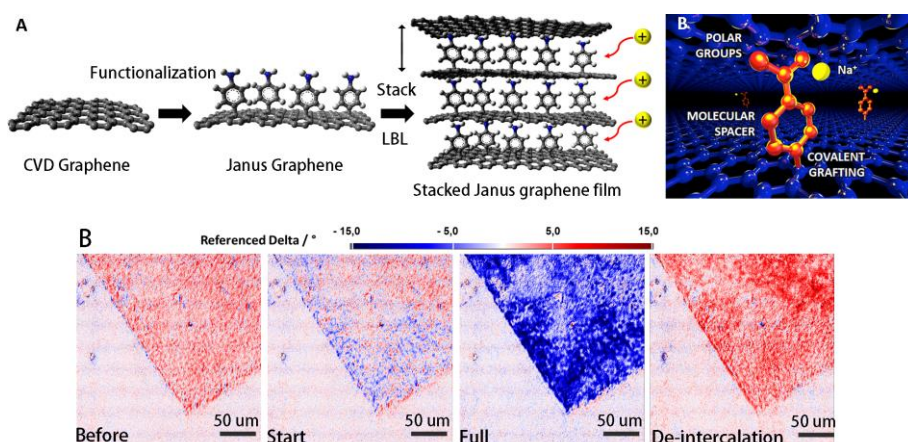 A
Functionalization
Stack
LBL
CVD Graphene
Janus Graphene
Stacked Janus graphene film
+
+
+
B.
POLAR
GROUPS
Na⁺
MOLECULAR
SPACER
COVALENT
GRAFTING
B
Referenced Delta / °
- 15,0
- 5,0
5,0
15,0
50 um
50 um
50 um
50 um
Before
Start
Full
De-intercalation